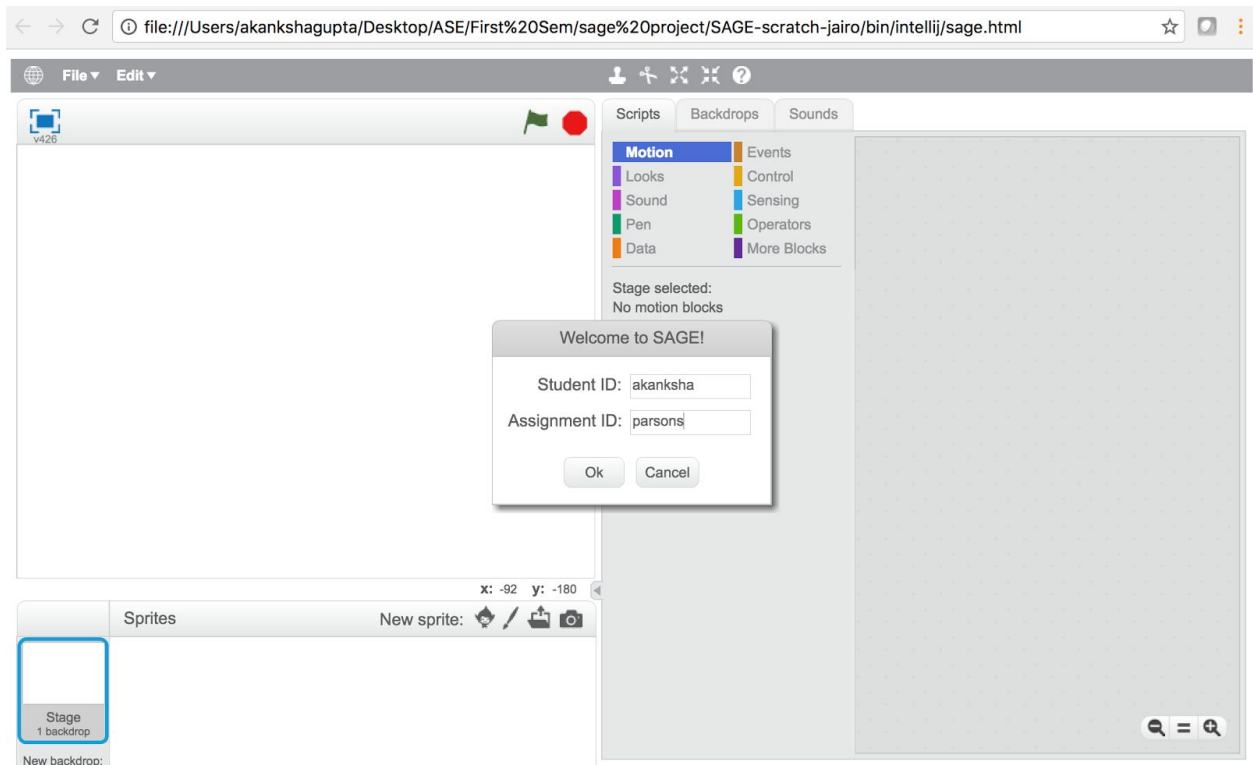 file:///Users/akankshagupta/Desktop/ASE/First%20Sem/sage%20project/SAGE-scratch-jairo/bin/intellij/sage.html
File Edit
v426
Scripts Backdrops Sounds
Motion Events
Looks Control
Sound Sensing
Pen Operators
Data More Blocks
Stage selected:
No motion blocks
Welcome to SAGE!
Student ID: akanksha
Assignment ID: parsons
Ok Cancel
x: -92 y: -180
Sprites New sprite:
Stage
1 backdrop
New backdrop: